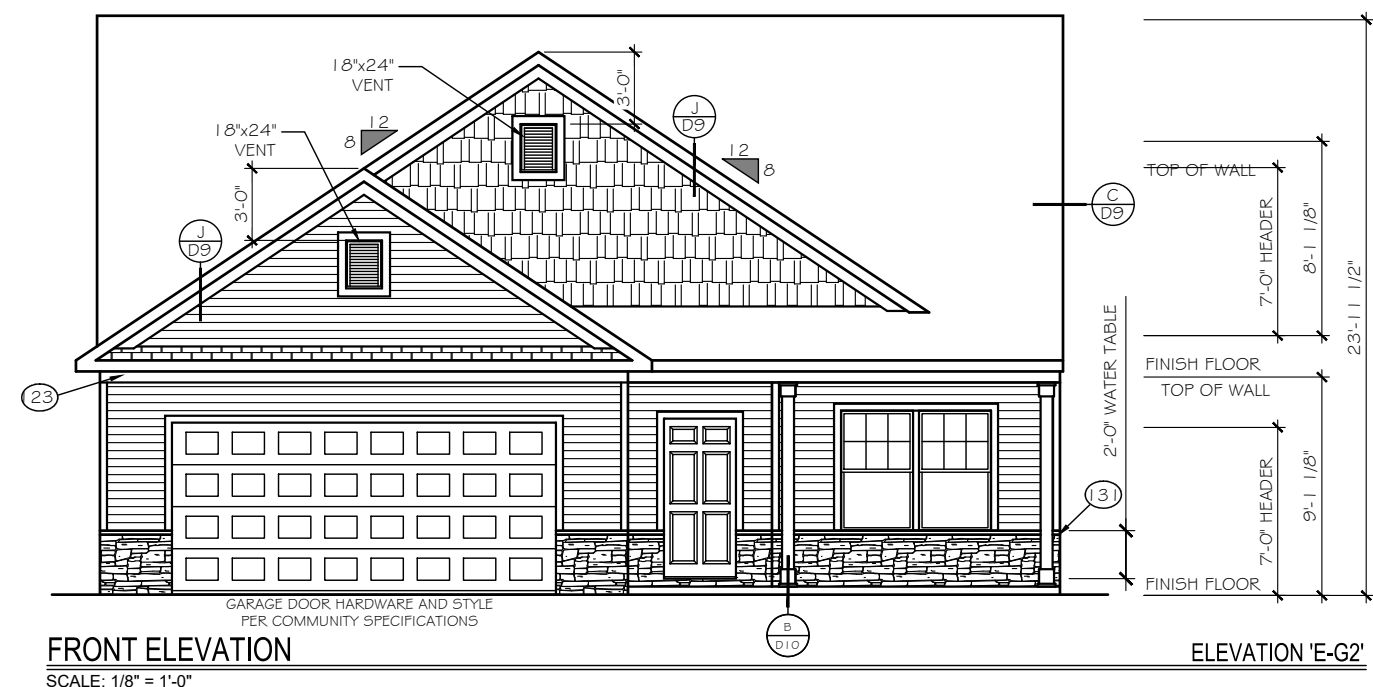 18"x24"
VENT
12
8
3'-0"
J
D9
18"x24"
VENT
12
8
3'-0"
J
D9
TOP OF WALL
C
D9
7'-0" HEADER
8'-1 1/8"
23'-11 1/2"
2'-0" WATER TABLE
FINISH FLOOR
TOP OF WALL
123
131
7'-0" HEADER
9'-1 1/8"
FINISH FLOOR
GARAGE DOOR HARDWARE AND STYLE
PER COMMUNITY SPECIFICATIONS
B
D10
FRONT ELEVATION
ELEVATION 'E-G2'
SCALE: 1/8" = 1'-0"